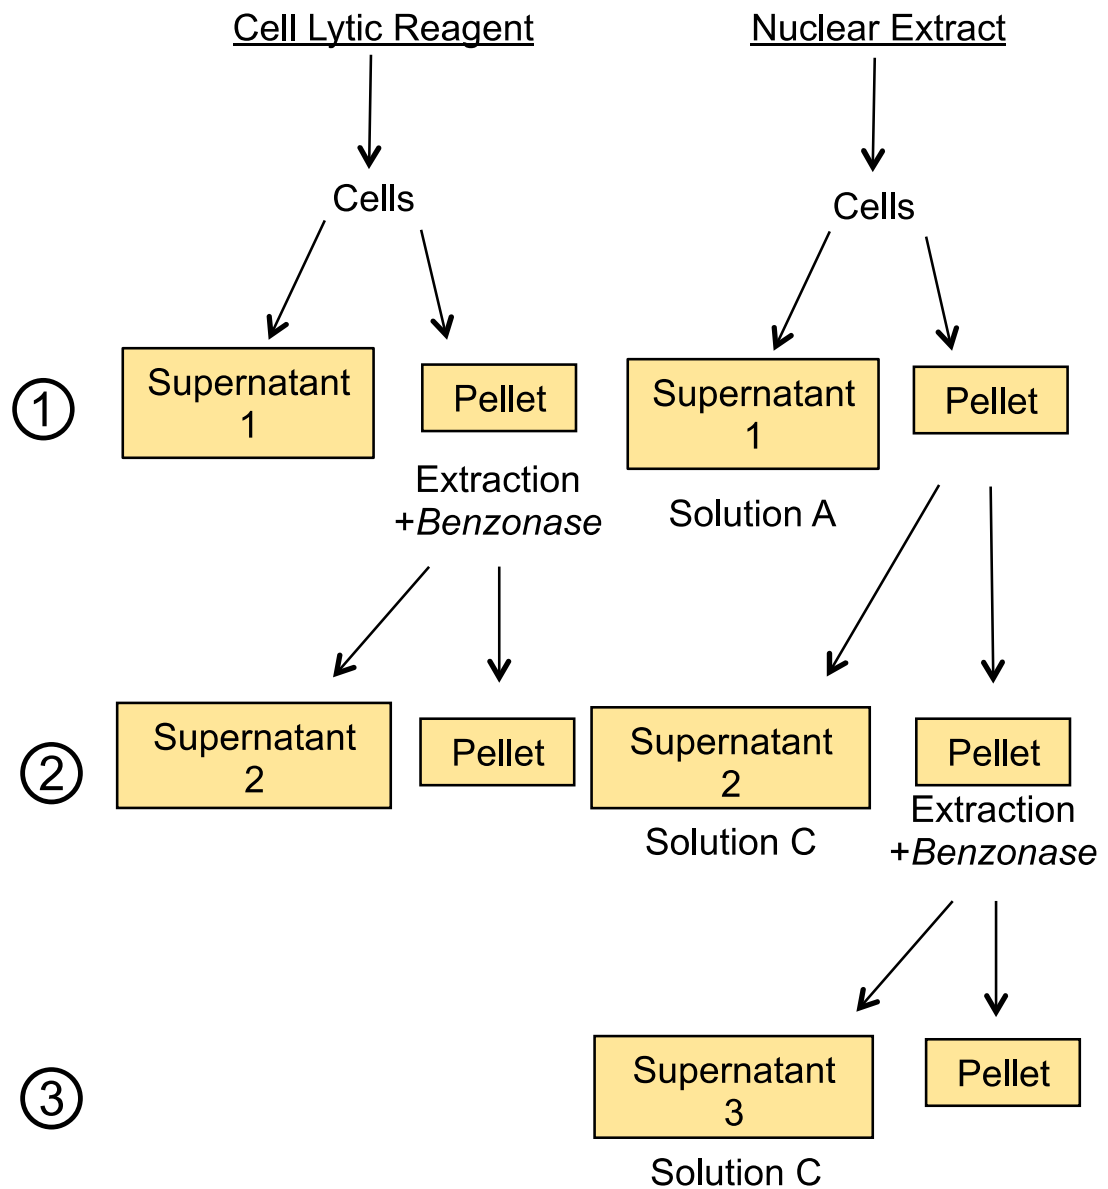 Cell Lytic Reagent
Nuclear Extract
Cells
Cells
1
Supernatant
1
Pellet
Supernatant
1
Pellet
Extraction
+Benzonase
Solution A
2
Supernatant
2
Pellet
Supernatant
2
Pellet
Solution C
Extraction
+Benzonase
3
Supernatant
3
Pellet
Solution C